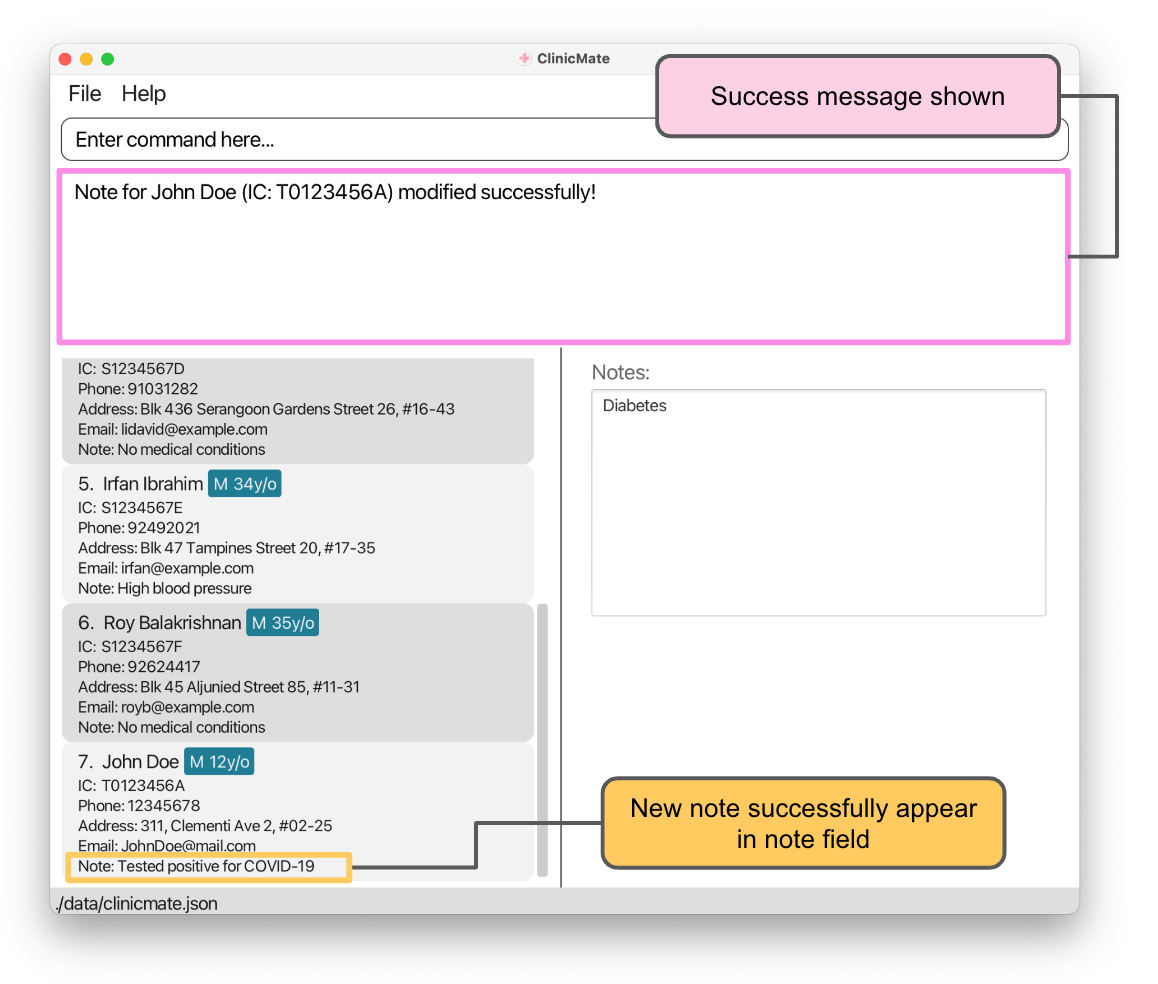 ClinicMate
File Help
Success message shown
Enter command here...
Note for John Doe (IC: T0123456A) modified successfully!
IC: S1234567D
Phone: 91031282
Address: Blk 436 Serangoon Gardens Street 26, #16-43
Email: lidavid@example.com
Note: No medical conditions
5. Irfan Ibrahim M 34y/o
IC: S1234567E
Phone: 92492021
Address: Blk 47 Tampines Street 20, #17-35
Email: irfan@example.com
Note: High blood pressure
6. Roy Balakrishnan M 35y/o
IC: S1234567F
Phone: 92624417
Address: Blk 45 Aljunied Street 85, #11-31
Email: royb@example.com
Note: No medical conditions
7. John Doe M 12y/o
IC: T0123456A
Phone: 12345678
Address: 311, Clementi Ave 2, #02-25
Email: JohnDoe@mail.com
Note: Tested positive for COVID-19
Notes:
Diabetes
New note successfully appear
in note field
./data/clinicmate.json